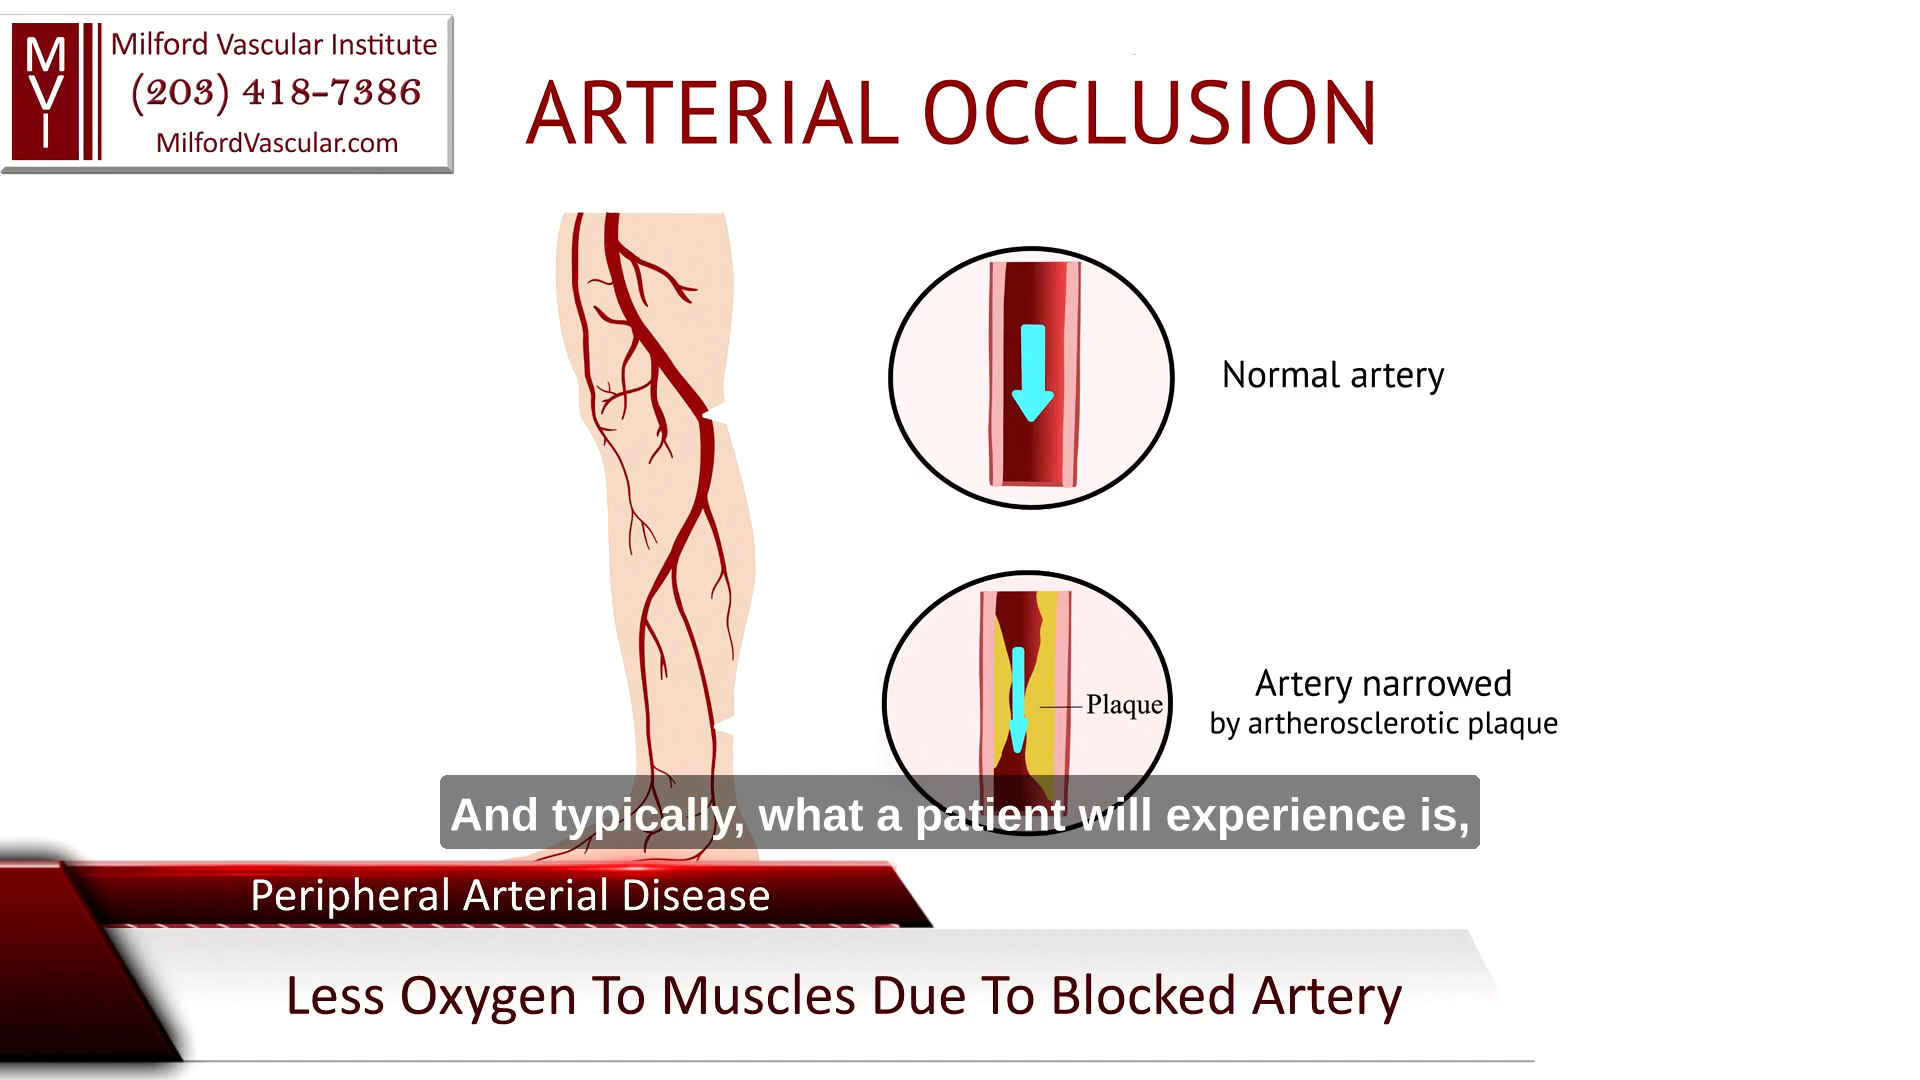 M
V
I
Milford Vascular Institute
(203) 418-7386
MilfordVascular.com
ARTERIAL OCCLUSION
Normal artery
Plaque
Artery narrowed
by artherosclerotic plaque
And typically, what a patient will experience is,
Peripheral Arterial Disease
Less Oxygen To Muscles Due To Blocked Artery